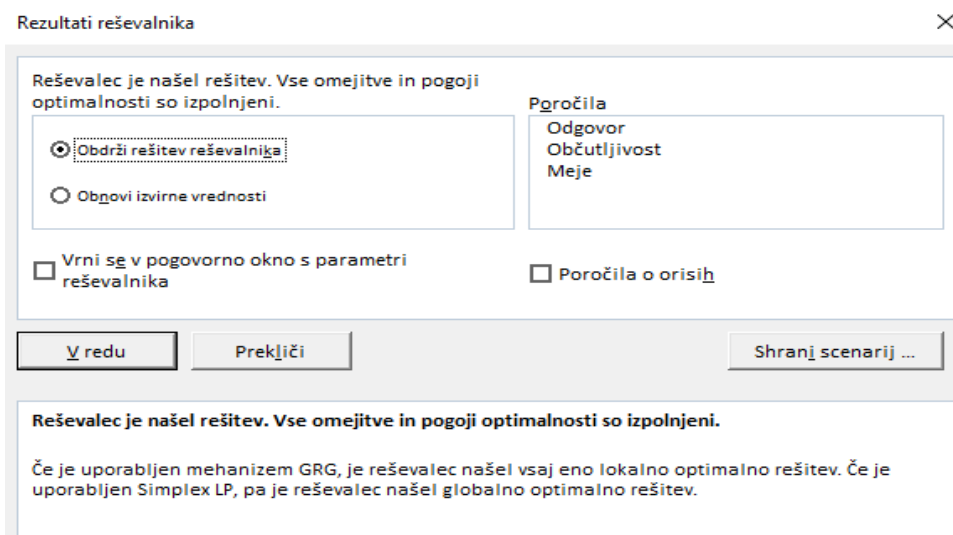 Rezultati reševalnika
Reševalec je našel rešitev. Vse omejitve in pogoji
optimalnosti so izpolnjeni.
Obdrži rešitev reševalnika
Obnovi izvirne vrednosti
Poročila
Odgovor
Občutljivost
Meje
Vrni se v pogovorno okno s parametri
reševalnika
Poročila o orisih
V redu
Prekliči
Shrani scenarij ...
Reševalec je našel rešitev. Vse omejitve in pogoji optimalnosti so izpolnjeni.
Če je uporabljen mehanizem GRG, je reševalec našel vsaj eno lokalno optimalno rešitev. Če je
uporabljen Simplex LP, pa je reševalec našel globalno optimalno rešitev.